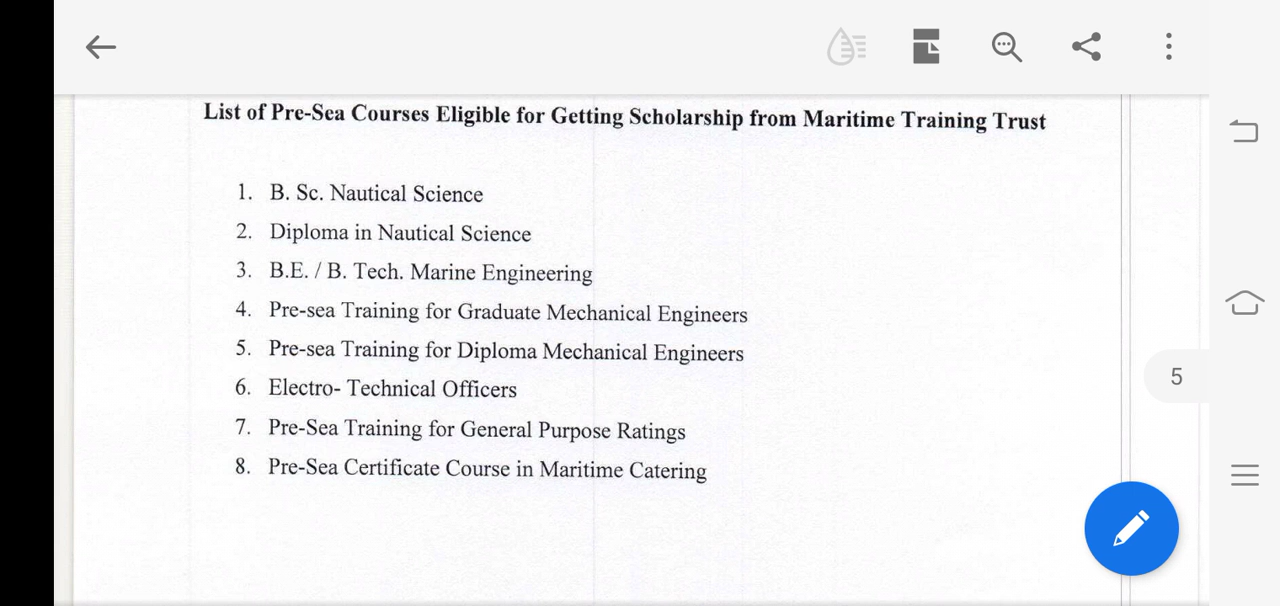 List of Pre-Sea Courses Eligible for Getting Scholarship from Maritime Training Trust
1. B. Sc. Nautical Science
2. Diploma in Nautical Science
3. B.E. / B. Tech. Marine Engineering
4. Pre-sea Training for Graduate Mechanical Engineers
5. Pre-sea Training for Diploma Mechanical Engineers
6. Electro- Technical Officers
7. Pre-Sea Training for General Purpose Ratings
8. Pre-Sea Certificate Course in Maritime Catering
5